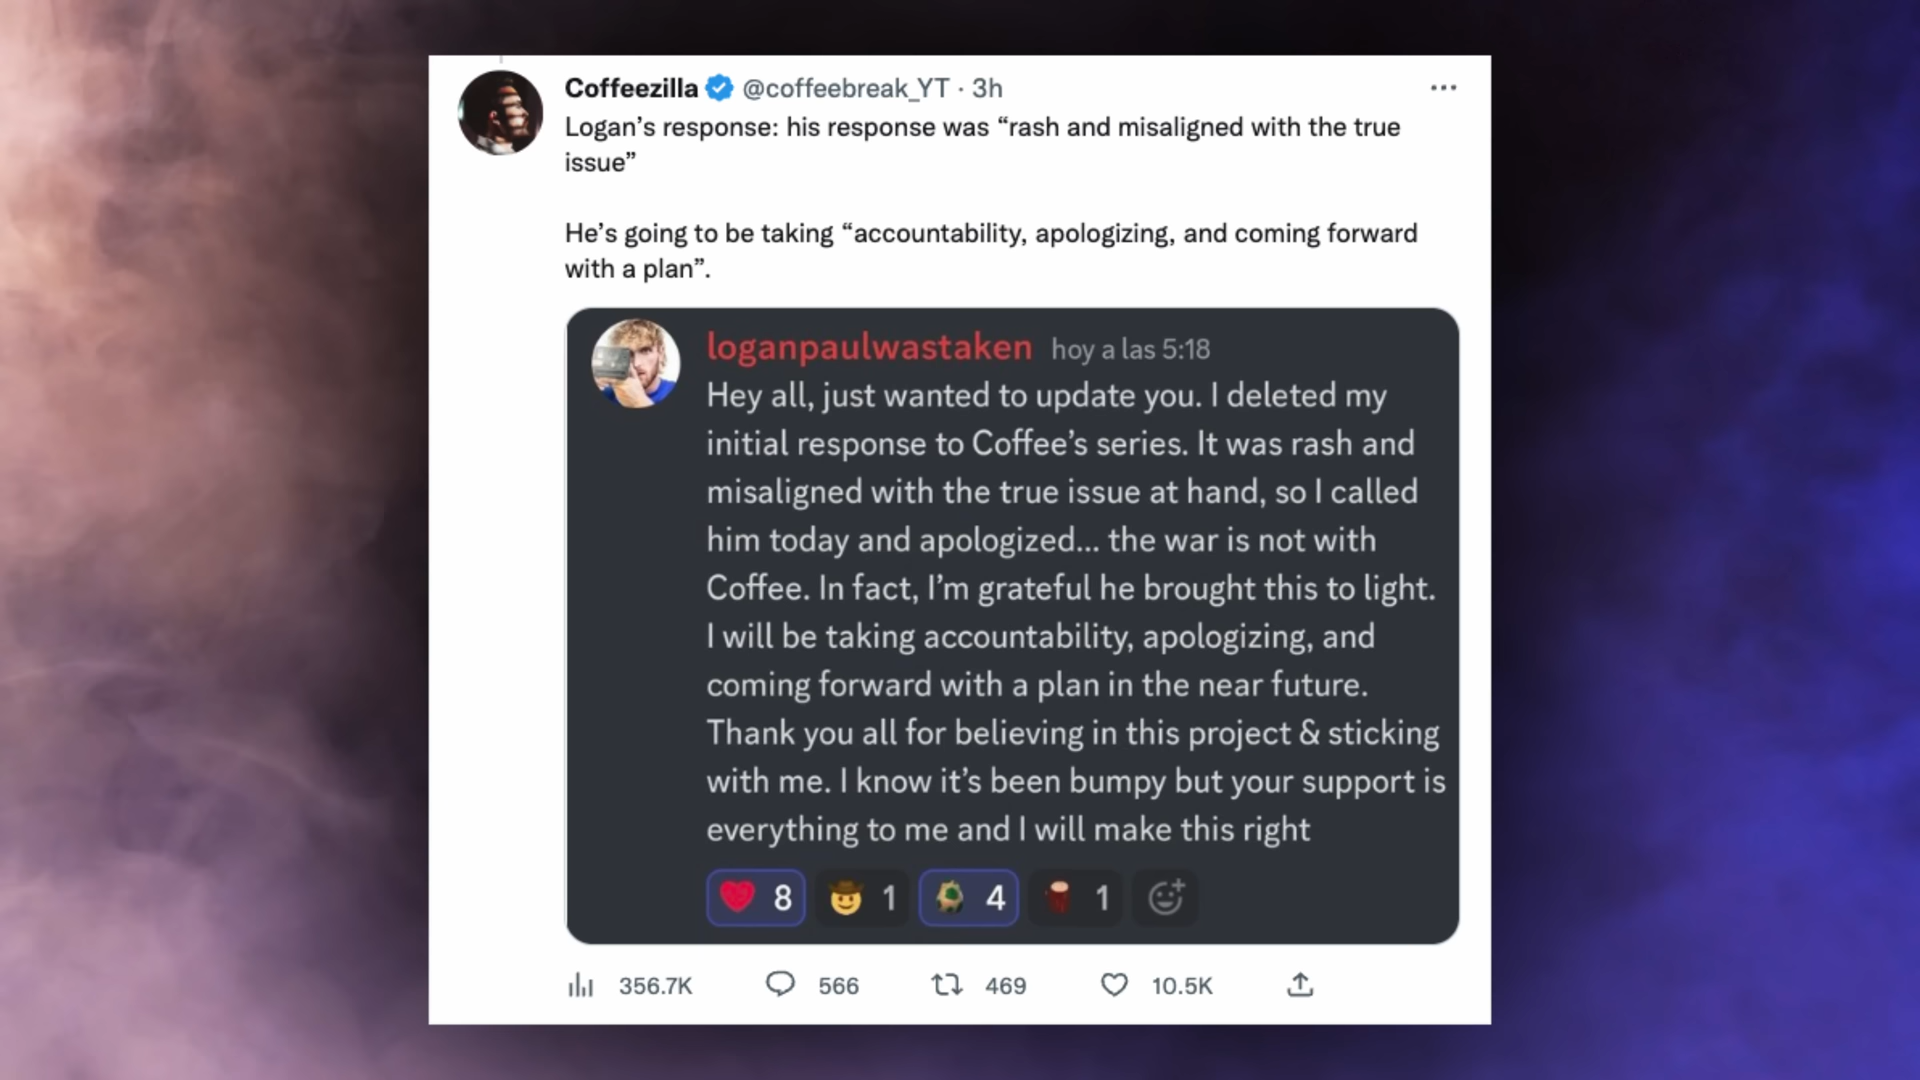 Coffeezilla @coffeebreak_YT · 3h
Logan’s response: his response was “rash and misaligned with the true
issue”
He’s going to be taking “accountability, apologizing, and coming forward
with a plan”.
loganpaulwastaken hoy a las 5:18
Hey all, just wanted to update you. I deleted my
initial response to Coffee’s series. It was rash and
misaligned with the true issue at hand, so I called
him today and apologized... the war is not with
Coffee. In fact, I’m grateful he brought this to light.
I will be taking accountability, apologizing, and
coming forward with a plan in the near future.
Thank you all for believing in this project & sticking
with me. I know it’s been bumpy but your support is
everything to me and I will make this right
8 1 4 1
356.7K 566 469 10.5K